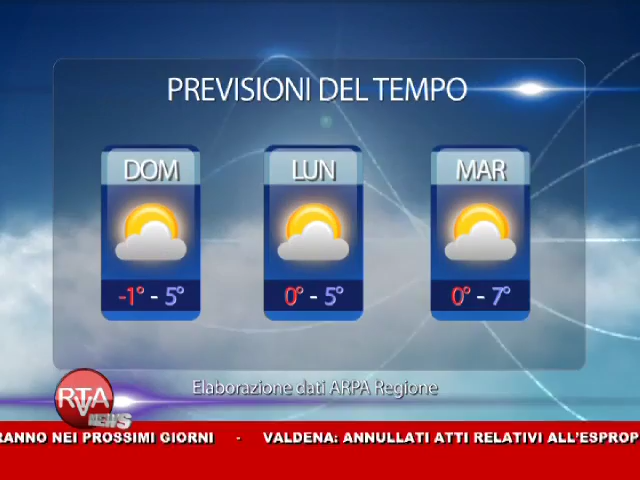 PREVISIONI DEL TEMPO
DOM LUN MAR
-1° - 5° 0° - 5° 0° - 7°
Elaborazione dati ARPA Regione
RTVA
NEWS
RANNO NEI PROSSIMI GIORNI - VALDENA: ANNULLATI ATTI RELATIVI ALL'ESPROP